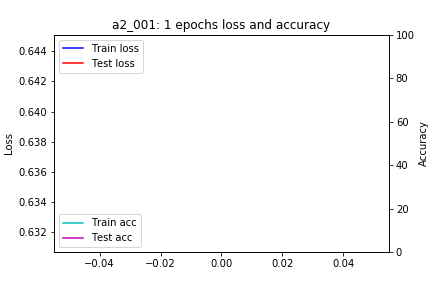 a2_001: 1 epochs loss and accuracy
Train loss
Test loss
Train acc
Test acc
Loss
0.644
0.642
0.640
0.638
0.636
0.634
0.632
Accuracy
100
80
60
40
20
0
−0.04
−0.02
0.00
0.02
0.04